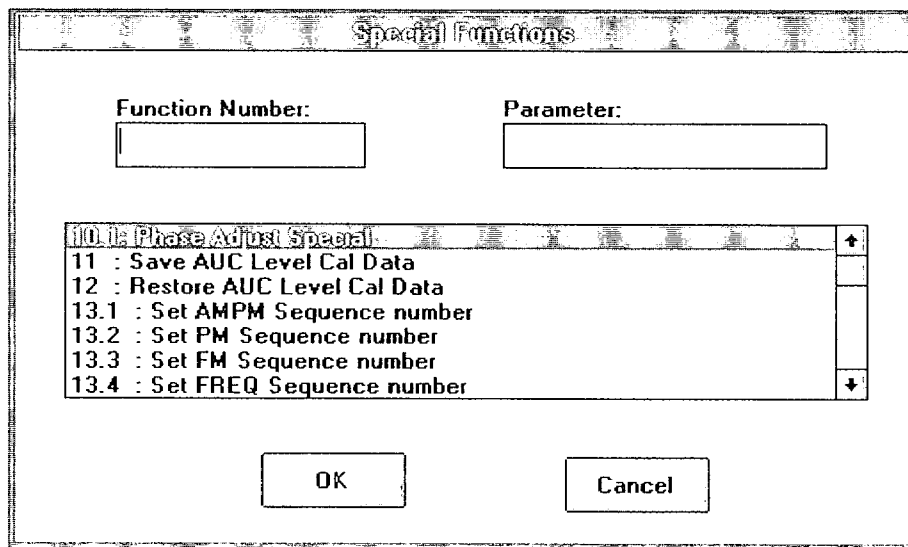 Special Functions
Function Number:
Parameter:
10.1: Phase Adjust Special
11 : Save AUC Level Cal Data
12 : Restore AUC Level Cal Data
13.1 : Set AMPM Sequence number
13.2 : Set PM Sequence number
13.3 : Set FM Sequence number
13.4 : Set FREQ Sequence number
OK
Cancel